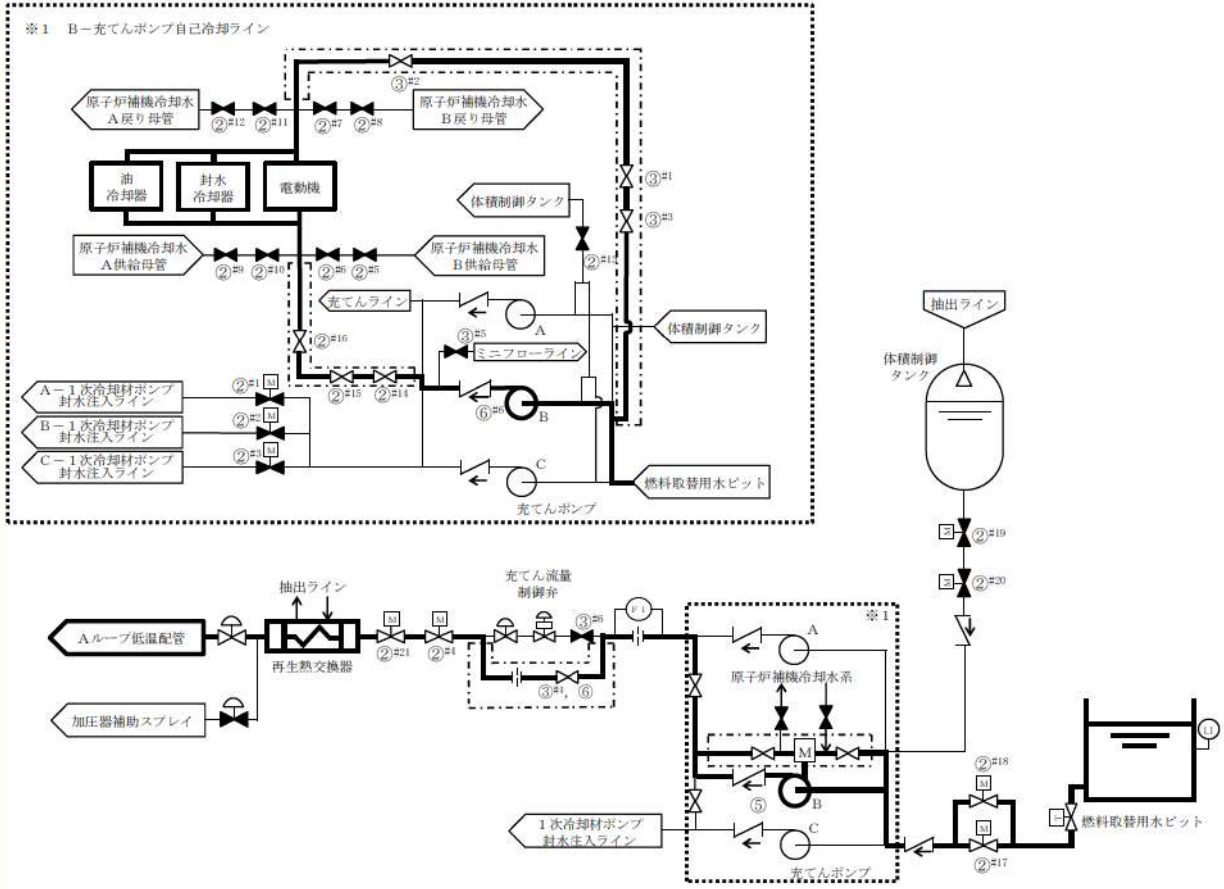 ※1 B－充てんポンプ自己冷却ライン
③#2
原子炉補機冷却水
A戻り母管
②#12
②#11
②#7
②#8
原子炉補機冷却水
B戻り母管
油
冷却器
封水
冷却器
電動機
③#1
③#3
体積制御タンク
②#13
原子炉補機冷却水
A供給母管
②#9
②#10
②#6
②#5
原子炉補機冷却水
B供給母管
充てんライン
A
体積制御タンク
②#16
③#5
ミニフローライン
②#15
②#14
⑥#6
B
A－1次冷却材ポンプ
封水注入ライン
②#1
M
B－1次冷却材ポンプ
封水注入ライン
②#2
M
C－1次冷却材ポンプ
封水注入ライン
②#3
M
C
充てんポンプ
燃料取替用水ピット
抽出ライン
体積制御
タンク
M
②#19
M
②#20
抽出ライン
Aループ低温配管
再生熱交換器
M
②#21
M
②#4
充てん流量
制御弁
③#6
③#4, ⑥
FI
加圧器補助スプレイ
※1
A
原子炉補機冷却水系
M
⑤
B
1次冷却材ポンプ
封水注入ライン
C
充てんポンプ
②#18
M
M
②#17
T
LI
燃料取替用水ピット